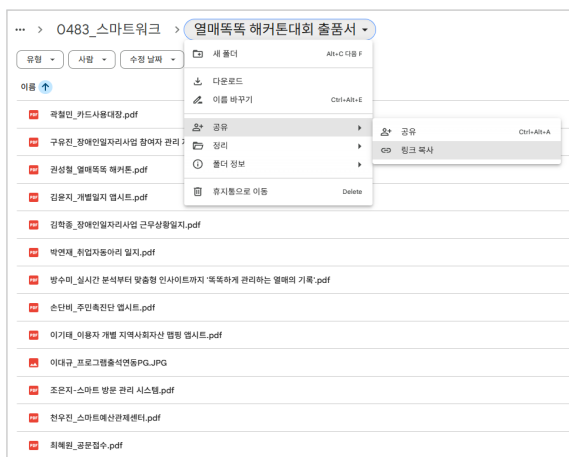 ··· > 0483_스마트워크 > 열매똑똑 해커톤대회 출품서
유형 사람 수정 날짜
이름
새 폴더 Alt+C 다음 F
다운로드
이름 바꾸기 Ctrl+Alt+E
공유
정리
폴더 정보
휴지통으로 이동 Delete
공유 Ctrl+Alt+A
링크 복사
곽철민_카드사용대장.pdf
구유진_장애인일자리사업 참여자 관리
권성철_열매똑똑 해커톤.pdf
김윤지_개별일지 앱시트.pdf
김학종_장애인일자리사업 근무상황일지.pdf
박연재_취업자동아리 일지.pdf
방수미_실시간 분석부터 맞춤형 인사이트까지 '똑똑하게 관리하는 열매의 기록'.pdf
손단비_주민촉진단 앱시트.pdf
이기태_이용자 개별 지역사회자산 맵핑 앱시트.pdf
이대규_프로그램출석연동PG.JPG
조은지-스마트 방문 관리 시스템.pdf
천우진_스마트예산관제센터.pdf
최혜원_공문접수.pdf